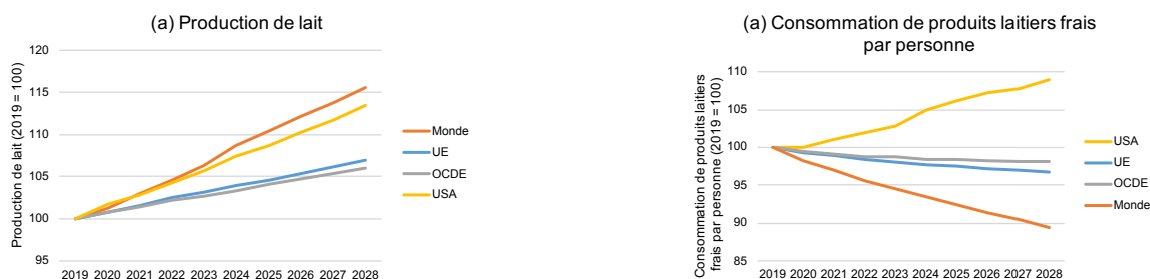 (a) Production de lait
Production de lait (2019 = 100)
120
115
110
105
100
95
2019 2020 2021 2022 2023 2024 2025 2026 2027 2028
Monde
UE
OCDE
USA
(a) Consommation de produits laitiers frais
par personne
Consommation de produits laitiers
frais par personne (2019 = 100)
110
105
100
95
90
85
2019 2020 2021 2022 2023 2024 2025 2026 2027 2028
USA
UE
OCDE
Monde